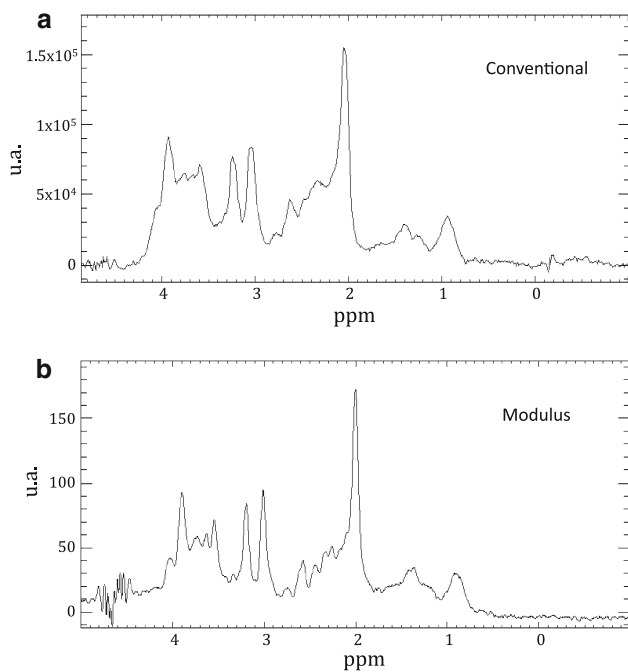 a
Conventional
1.5x10⁵
1x10⁵
5x10⁴
0
u.a.
4 3 2 1 0
ppm
b
Modulus
150
100
50
0
u.a.
4 3 2 1 0
ppm